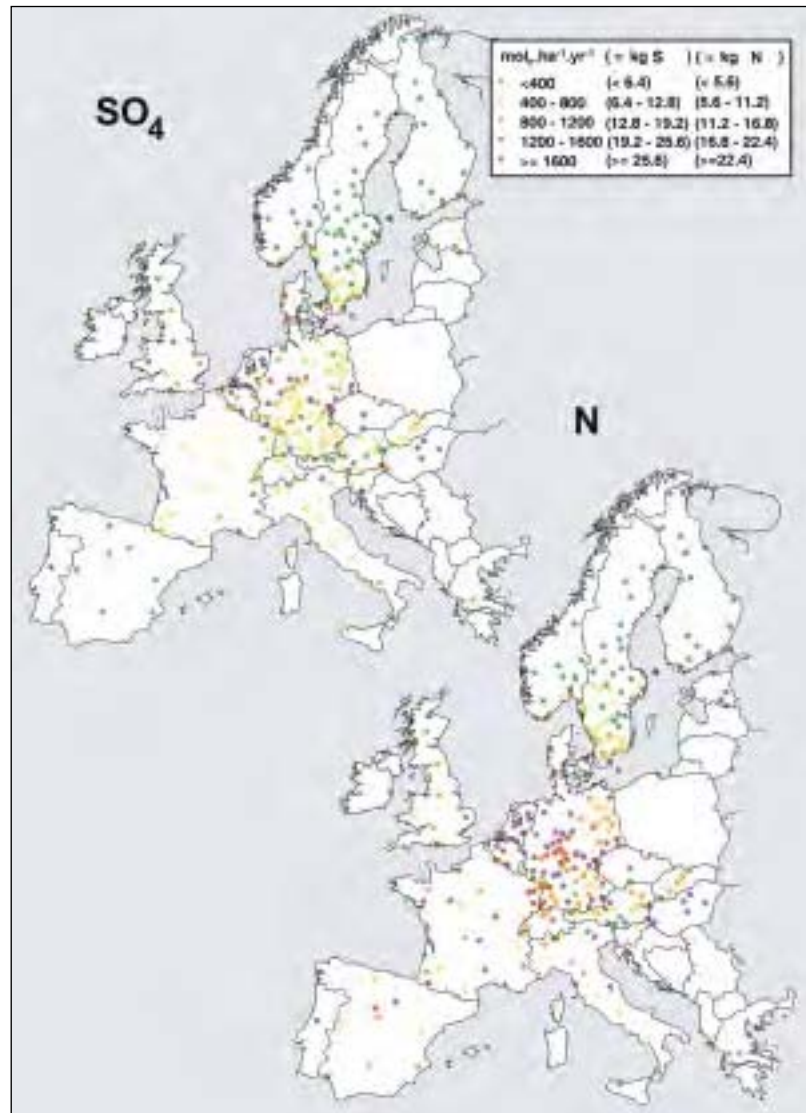 SO4
molc.ha-1.yr-1 (= kg S ) (= kg N )
<400 (< 6.4) (< 5.6)
400 - 800 (6.4 - 12.8) (5.6 - 11.2)
800 - 1200 (12.8 - 19.2) (11.2 - 16.8)
1200 - 1600 (19.2 - 25.6) (16.8 - 22.4)
>= 1600 (>= 25.6) (>=22.4)
N